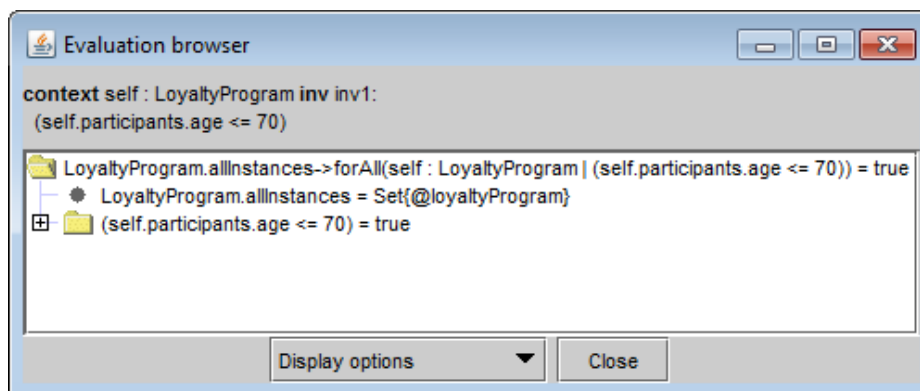 Evaluation browser
context self : LoyaltyProgram inv inv1:
(self.participants.age <= 70)
LoyaltyProgram.allInstances->forAll(self : LoyaltyProgram | (self.participants.age <= 70)) = true
LoyaltyProgram.allInstances = Set{@loyaltyProgram}
(self.participants.age <= 70) = true
Display options
Close